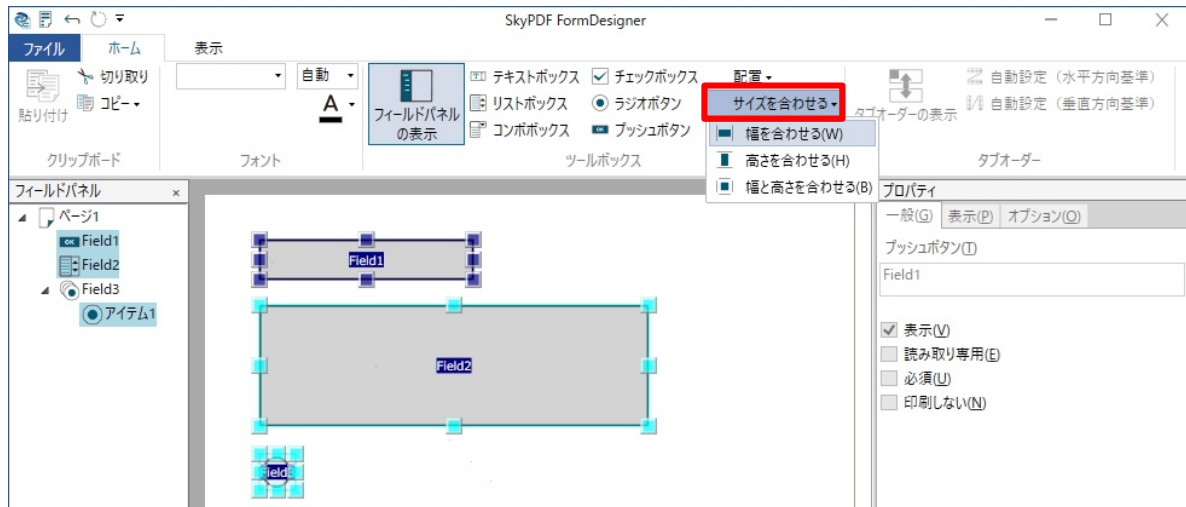 SkyPDF FormDesigner
ファイル ホーム 表示
切り取り
貼り付け
コピー
クリップボード
自動
A
フォント
フィールドパネル
の表示
テキストボックス
チェックボックス
リストボックス
ラジオボタン
コンボボックス
プッシュボタン
ツールボックス
配置
サイズを合わせる
幅を合わせる(W)
高さを合わせる(H)
幅と高さを合わせる(B)
タブオーダーの表示
自動設定（水平方向基準）
自動設定（垂直方向基準）
タブオーダー
フィールドパネル ×
ページ1
OK Field1
Field2
Field3
アイテム1
Field1
Field2
プロパティ
一般(G) 表示(P) オプション(O)
プッシュボタン(T)
Field1
表示(V)
読み取り専用(E)
必須(U)
印刷しない(N)